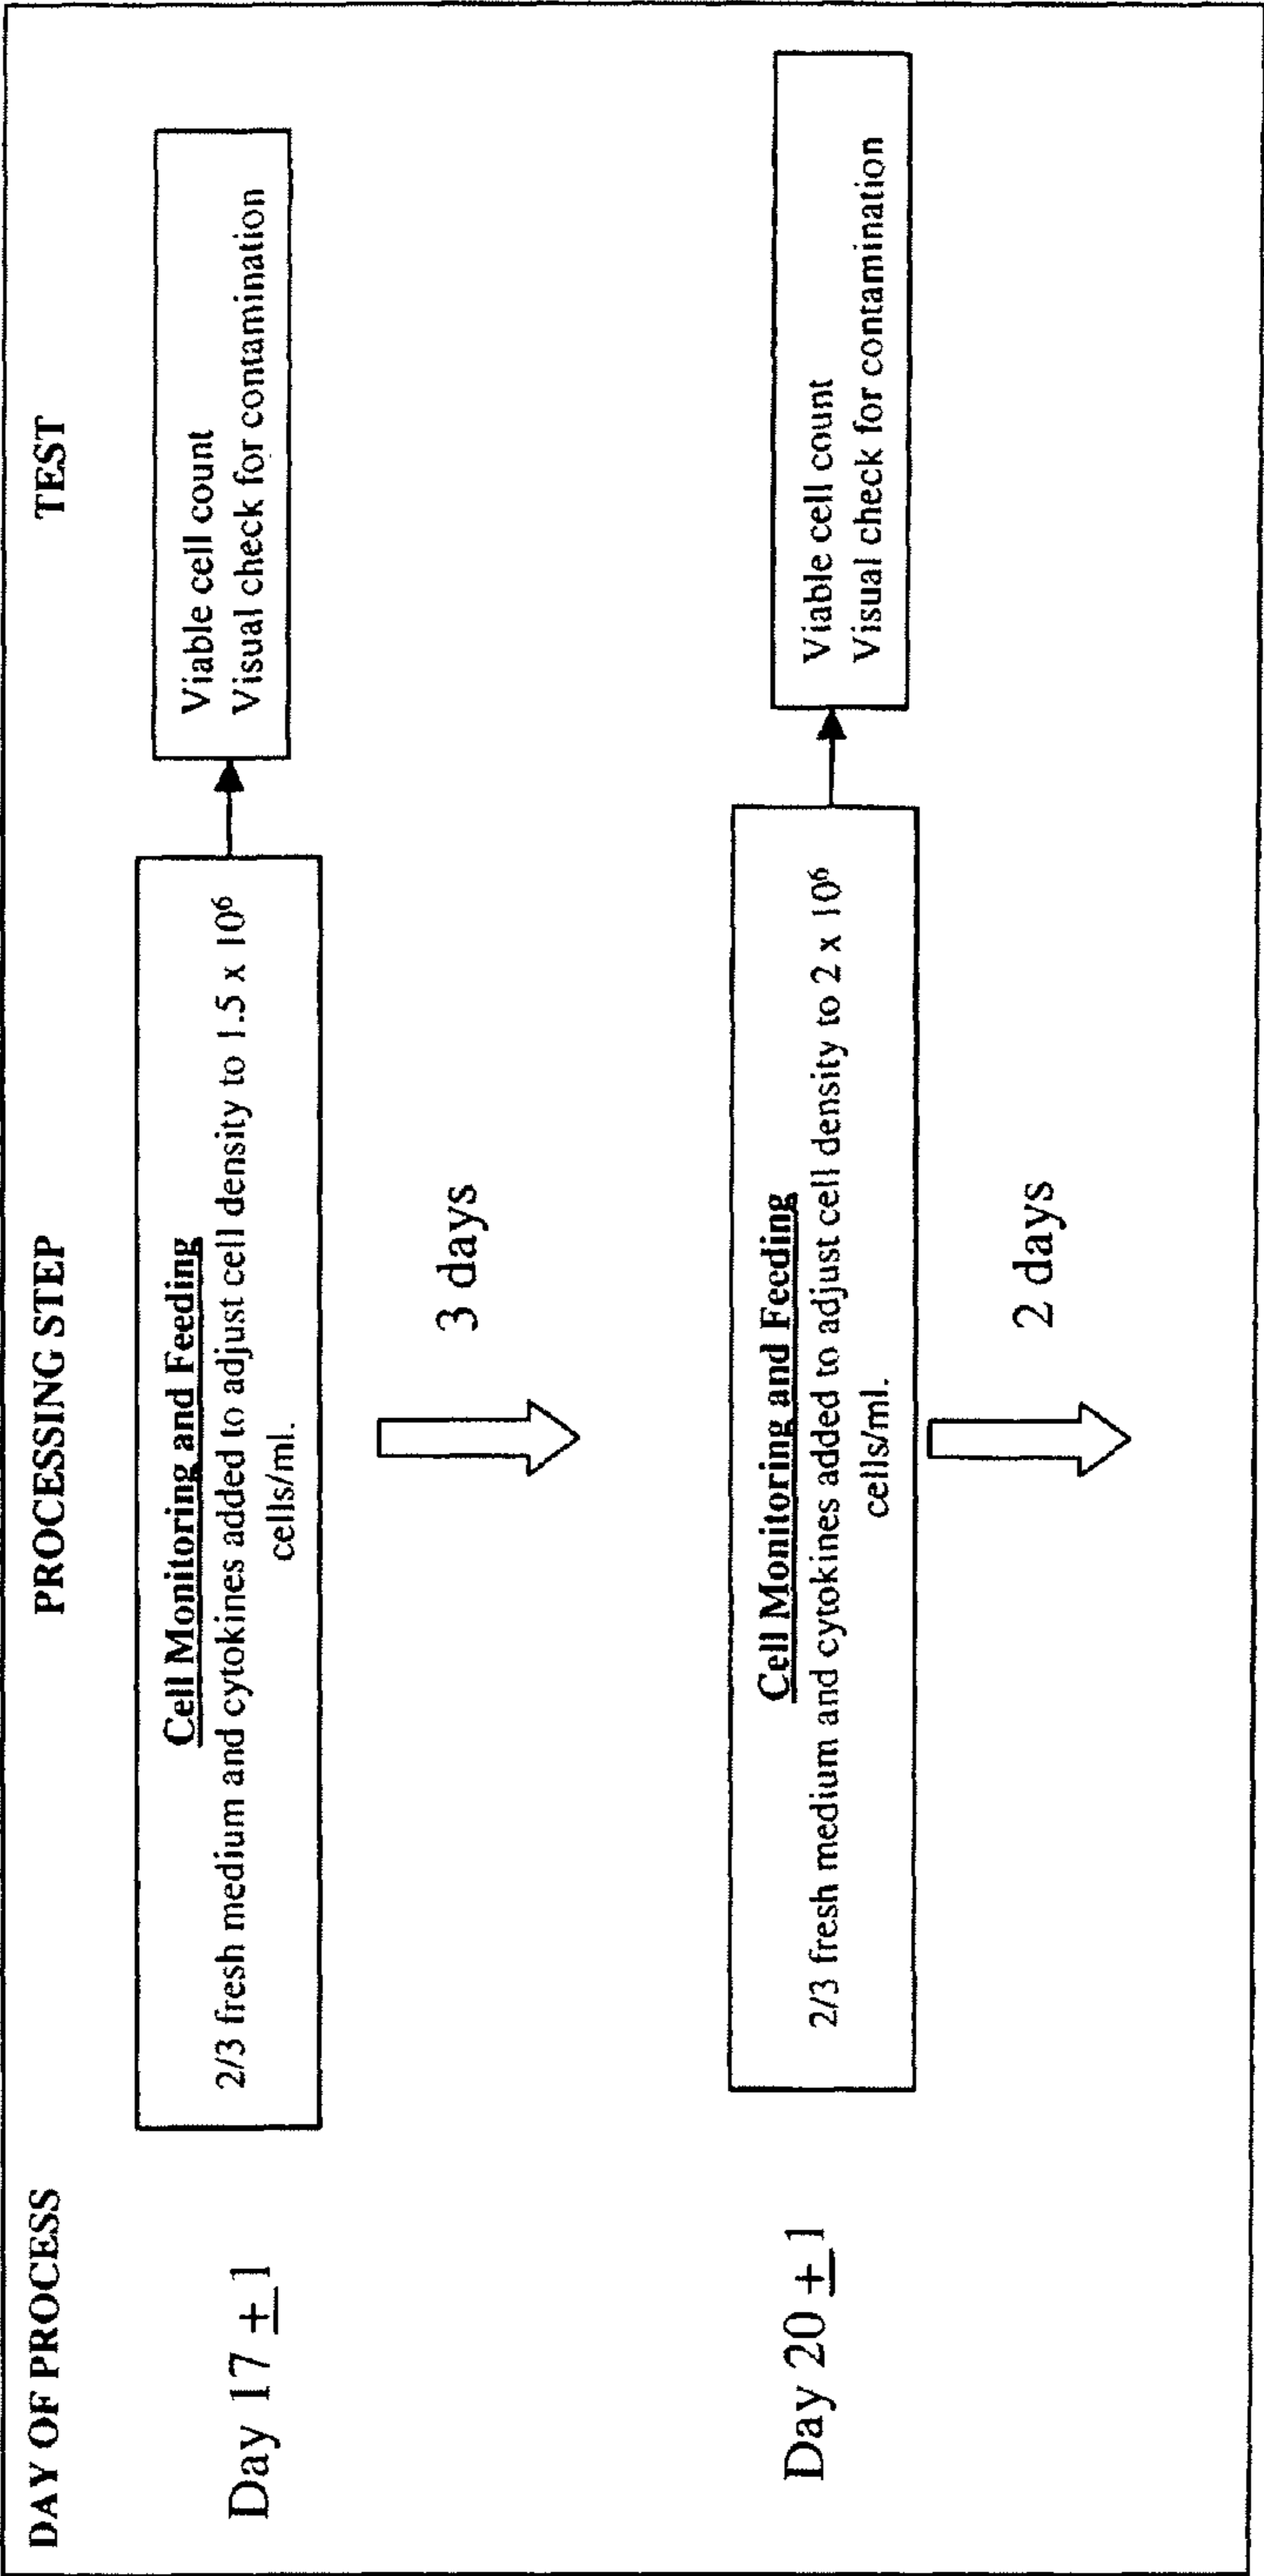 DAY OF PROCESS
PROCESSING STEP
TEST
Day 17 ± 1
Cell Monitoring and Feeding
2/3 fresh medium and cytokines added to adjust cell density to 1.5 x 10⁶
cells/ml.
Viable cell count
Visual check for contamination
3 days
Day 20 ± 1
Cell Monitoring and Feeding
2/3 fresh medium and cytokines added to adjust cell density to 2 x 10⁶
cells/ml.
Viable cell count
Visual check for contamination
2 days